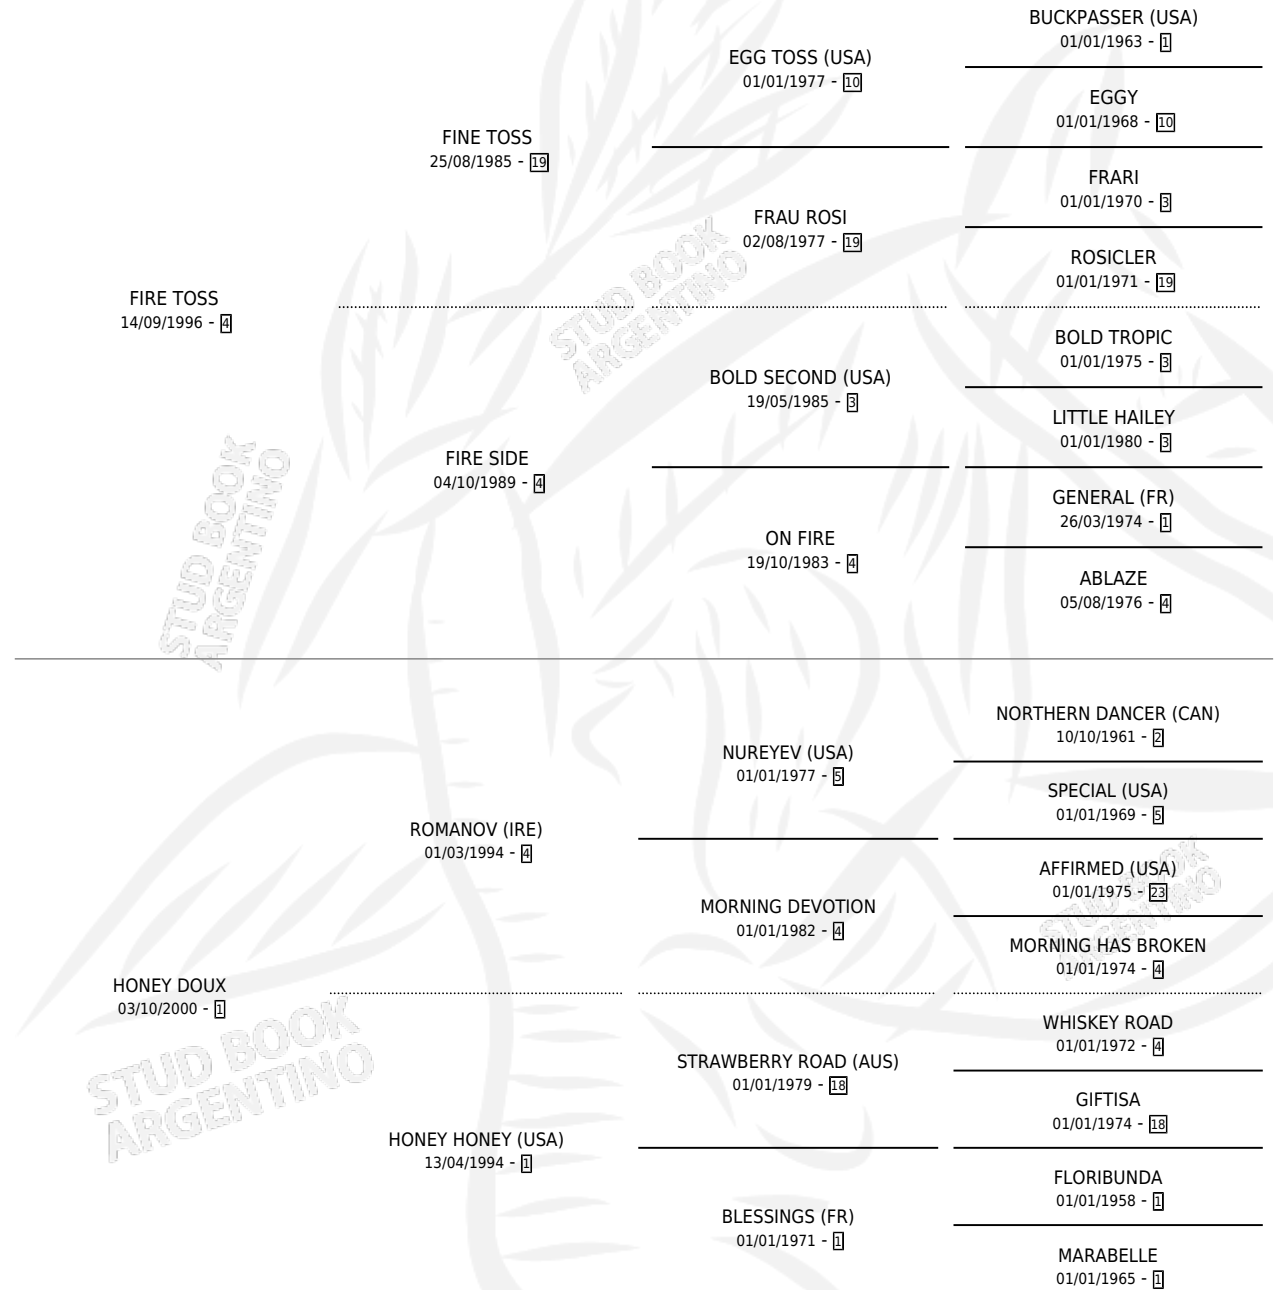 BUCKPASSER (USA)
01/01/1963 - 1
EGG TOSS (USA)
01/01/1977 - 10
EGGY
01/01/1968 - 10
FINE TOSS
25/08/1985 - 19
FRARI
01/01/1970 - 3
FRAU ROSI
02/08/1977 - 19
ROSICLER
01/01/1971 - 19
FIRE TOSS
14/09/1996 - 4
BOLD TROPIC
01/01/1975 - 3
BOLD SECOND (USA)
19/05/1985 - 3
LITTLE HAILEY
01/01/1980 - 3
FIRE SIDE
04/10/1989 - 4
GENERAL (FR)
26/03/1974 - 1
ON FIRE
19/10/1983 - 4
ABLAZE
05/08/1976 - 4
NORTHERN DANCER (CAN)
10/10/1961 - 2
NUREYEV (USA)
01/01/1977 - 5
SPECIAL (USA)
01/01/1969 - 5
ROMANOV (IRE)
01/03/1994 - 4
AFFIRMED (USA)
01/01/1975 - 23
MORNING DEVOTION
01/01/1982 - 4
MORNING HAS BROKEN
01/01/1974 - 4
HONEY DOUX
03/10/2000 - 1
WHISKEY ROAD
01/01/1972 - 4
STRAWBERRY ROAD (AUS)
01/01/1979 - 18
GIFTISA
01/01/1974 - 18
HONEY HONEY (USA)
13/04/1994 - 1
FLORIBUNDA
01/01/1958 - 1
BLESSINGS (FR)
01/01/1971 - 1
MARABELLE
01/01/1965 - 1
STUD BOOK
ARGENTINO
STUD BOOK
ARGENTINO
STUD BOOK
ARGENTINO
STUD BOOK
ARGENTINO